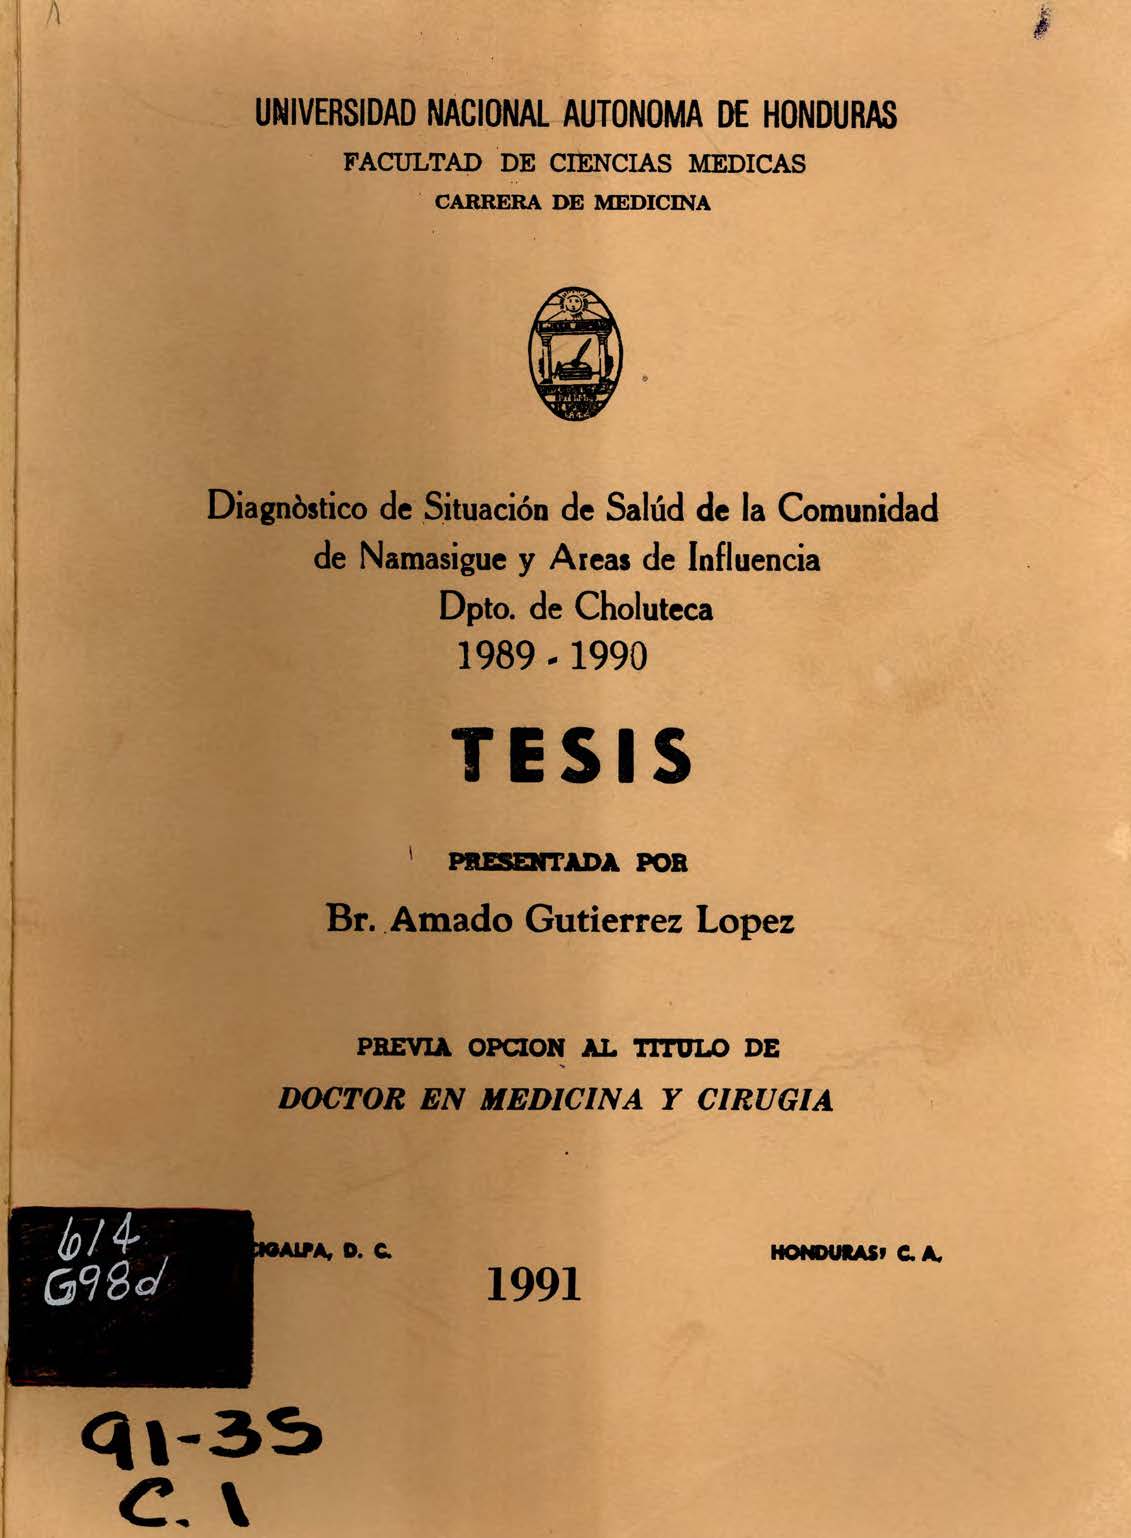 UNIVERSIDAD NACIONAL AUTONOMA DE HONDURAS
FACULTAD DE CIENCIAS MEDICAS
CARRERA DE MEDICINA
Diagnòstico de Situación de Salúd de la Comunidad
de Namasigue y Areas de Influencia
Dpto. de Choluteca
1989 - 1990
TESIS
PRESENTADA POR
Br. Amado Gutierrez Lopez
PREVIA OPCION AL TITULO DE
DOCTOR EN MEDICINA Y CIRUGIA
614
G98d
CIGALPA, D. C. HONDURAS, C. A.
1991
91-35
C.1